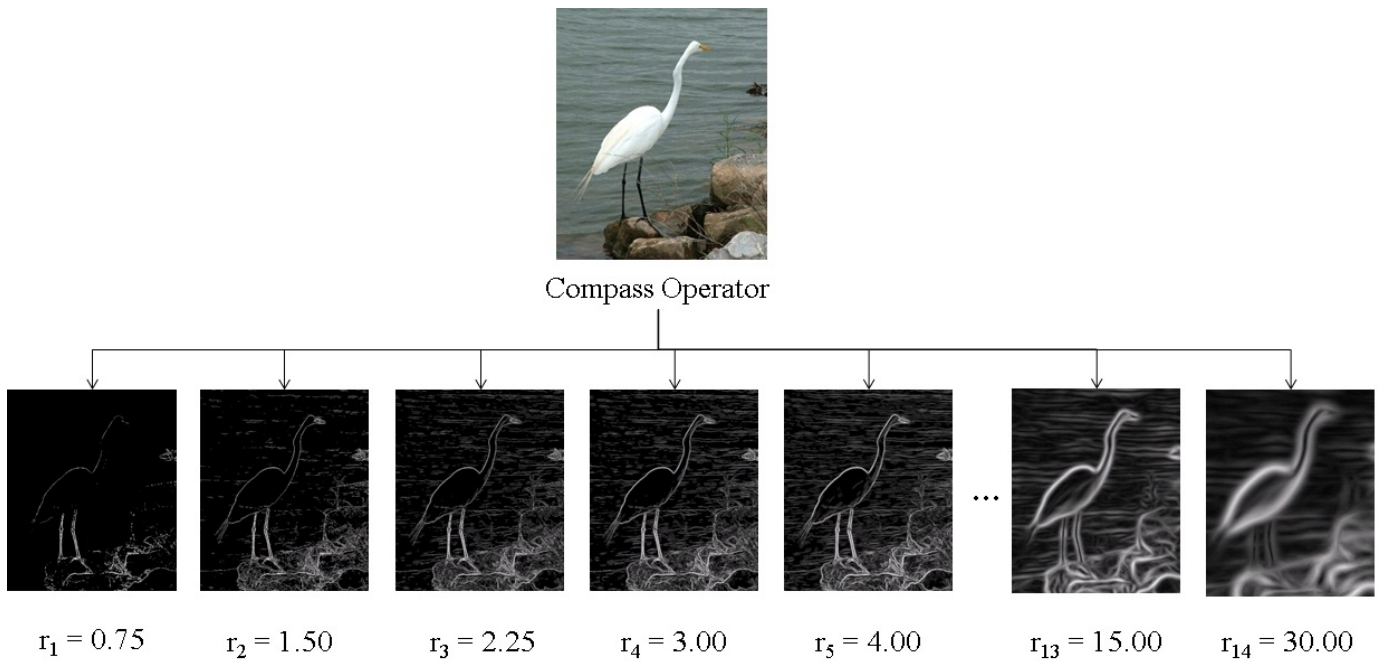 Compass Operator
...
r1 = 0.75
r2 = 1.50
r3 = 2.25
r4 = 3.00
r5 = 4.00
r13 = 15.00
r14 = 30.00